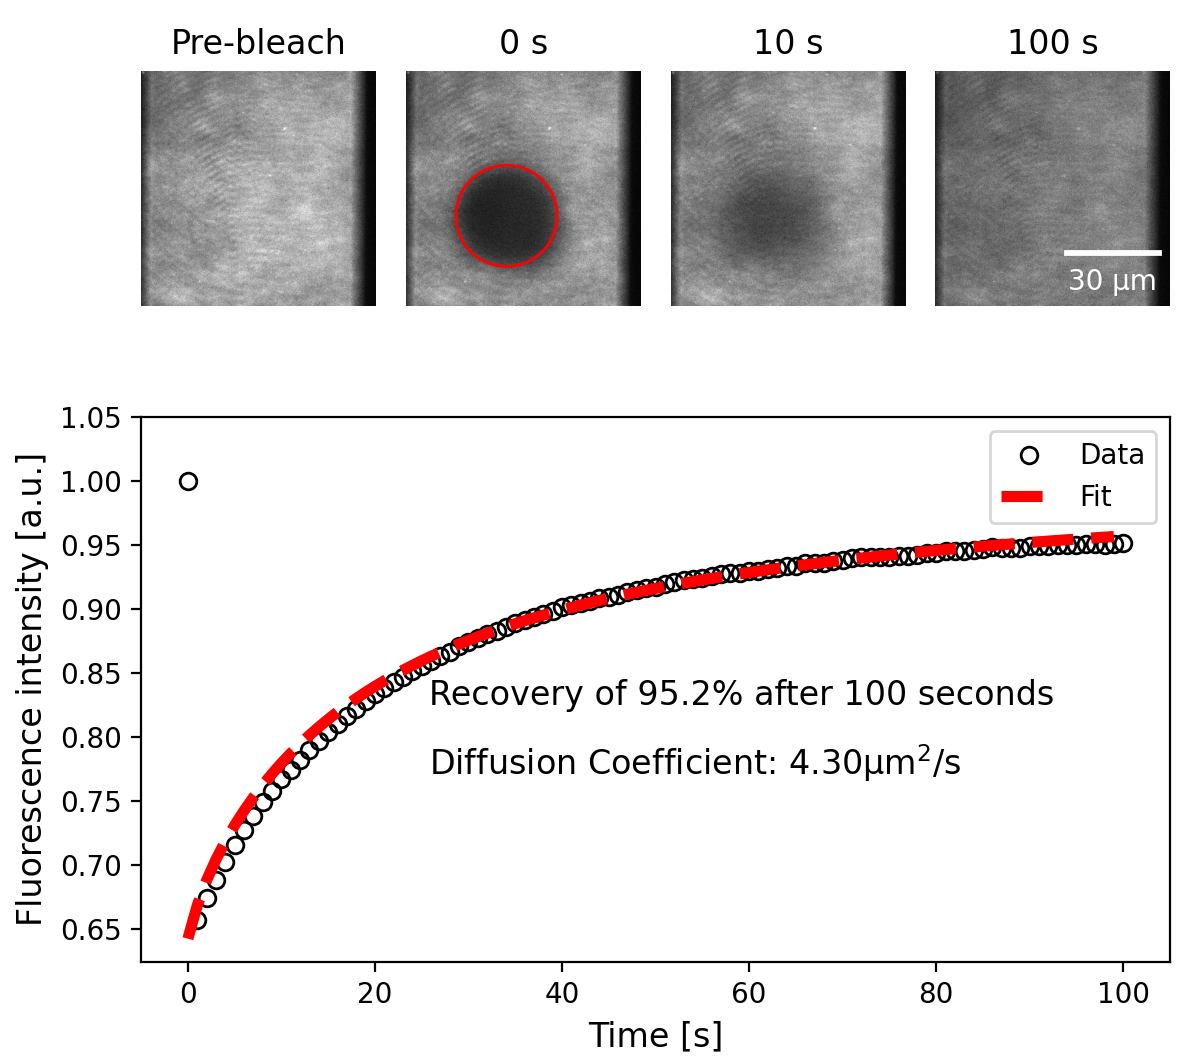 Pre-bleach
0 s
10 s
100 s
30 µm
Fluorescence intensity [a.u.]
1.05
1.00
0.95
0.90
0.85
0.80
0.75
0.70
0.65
Data
Fit
Recovery of 95.2% after 100 seconds
Diffusion Coefficient: 4.30µm²/s
0 20 40 60 80 100
Time [s]